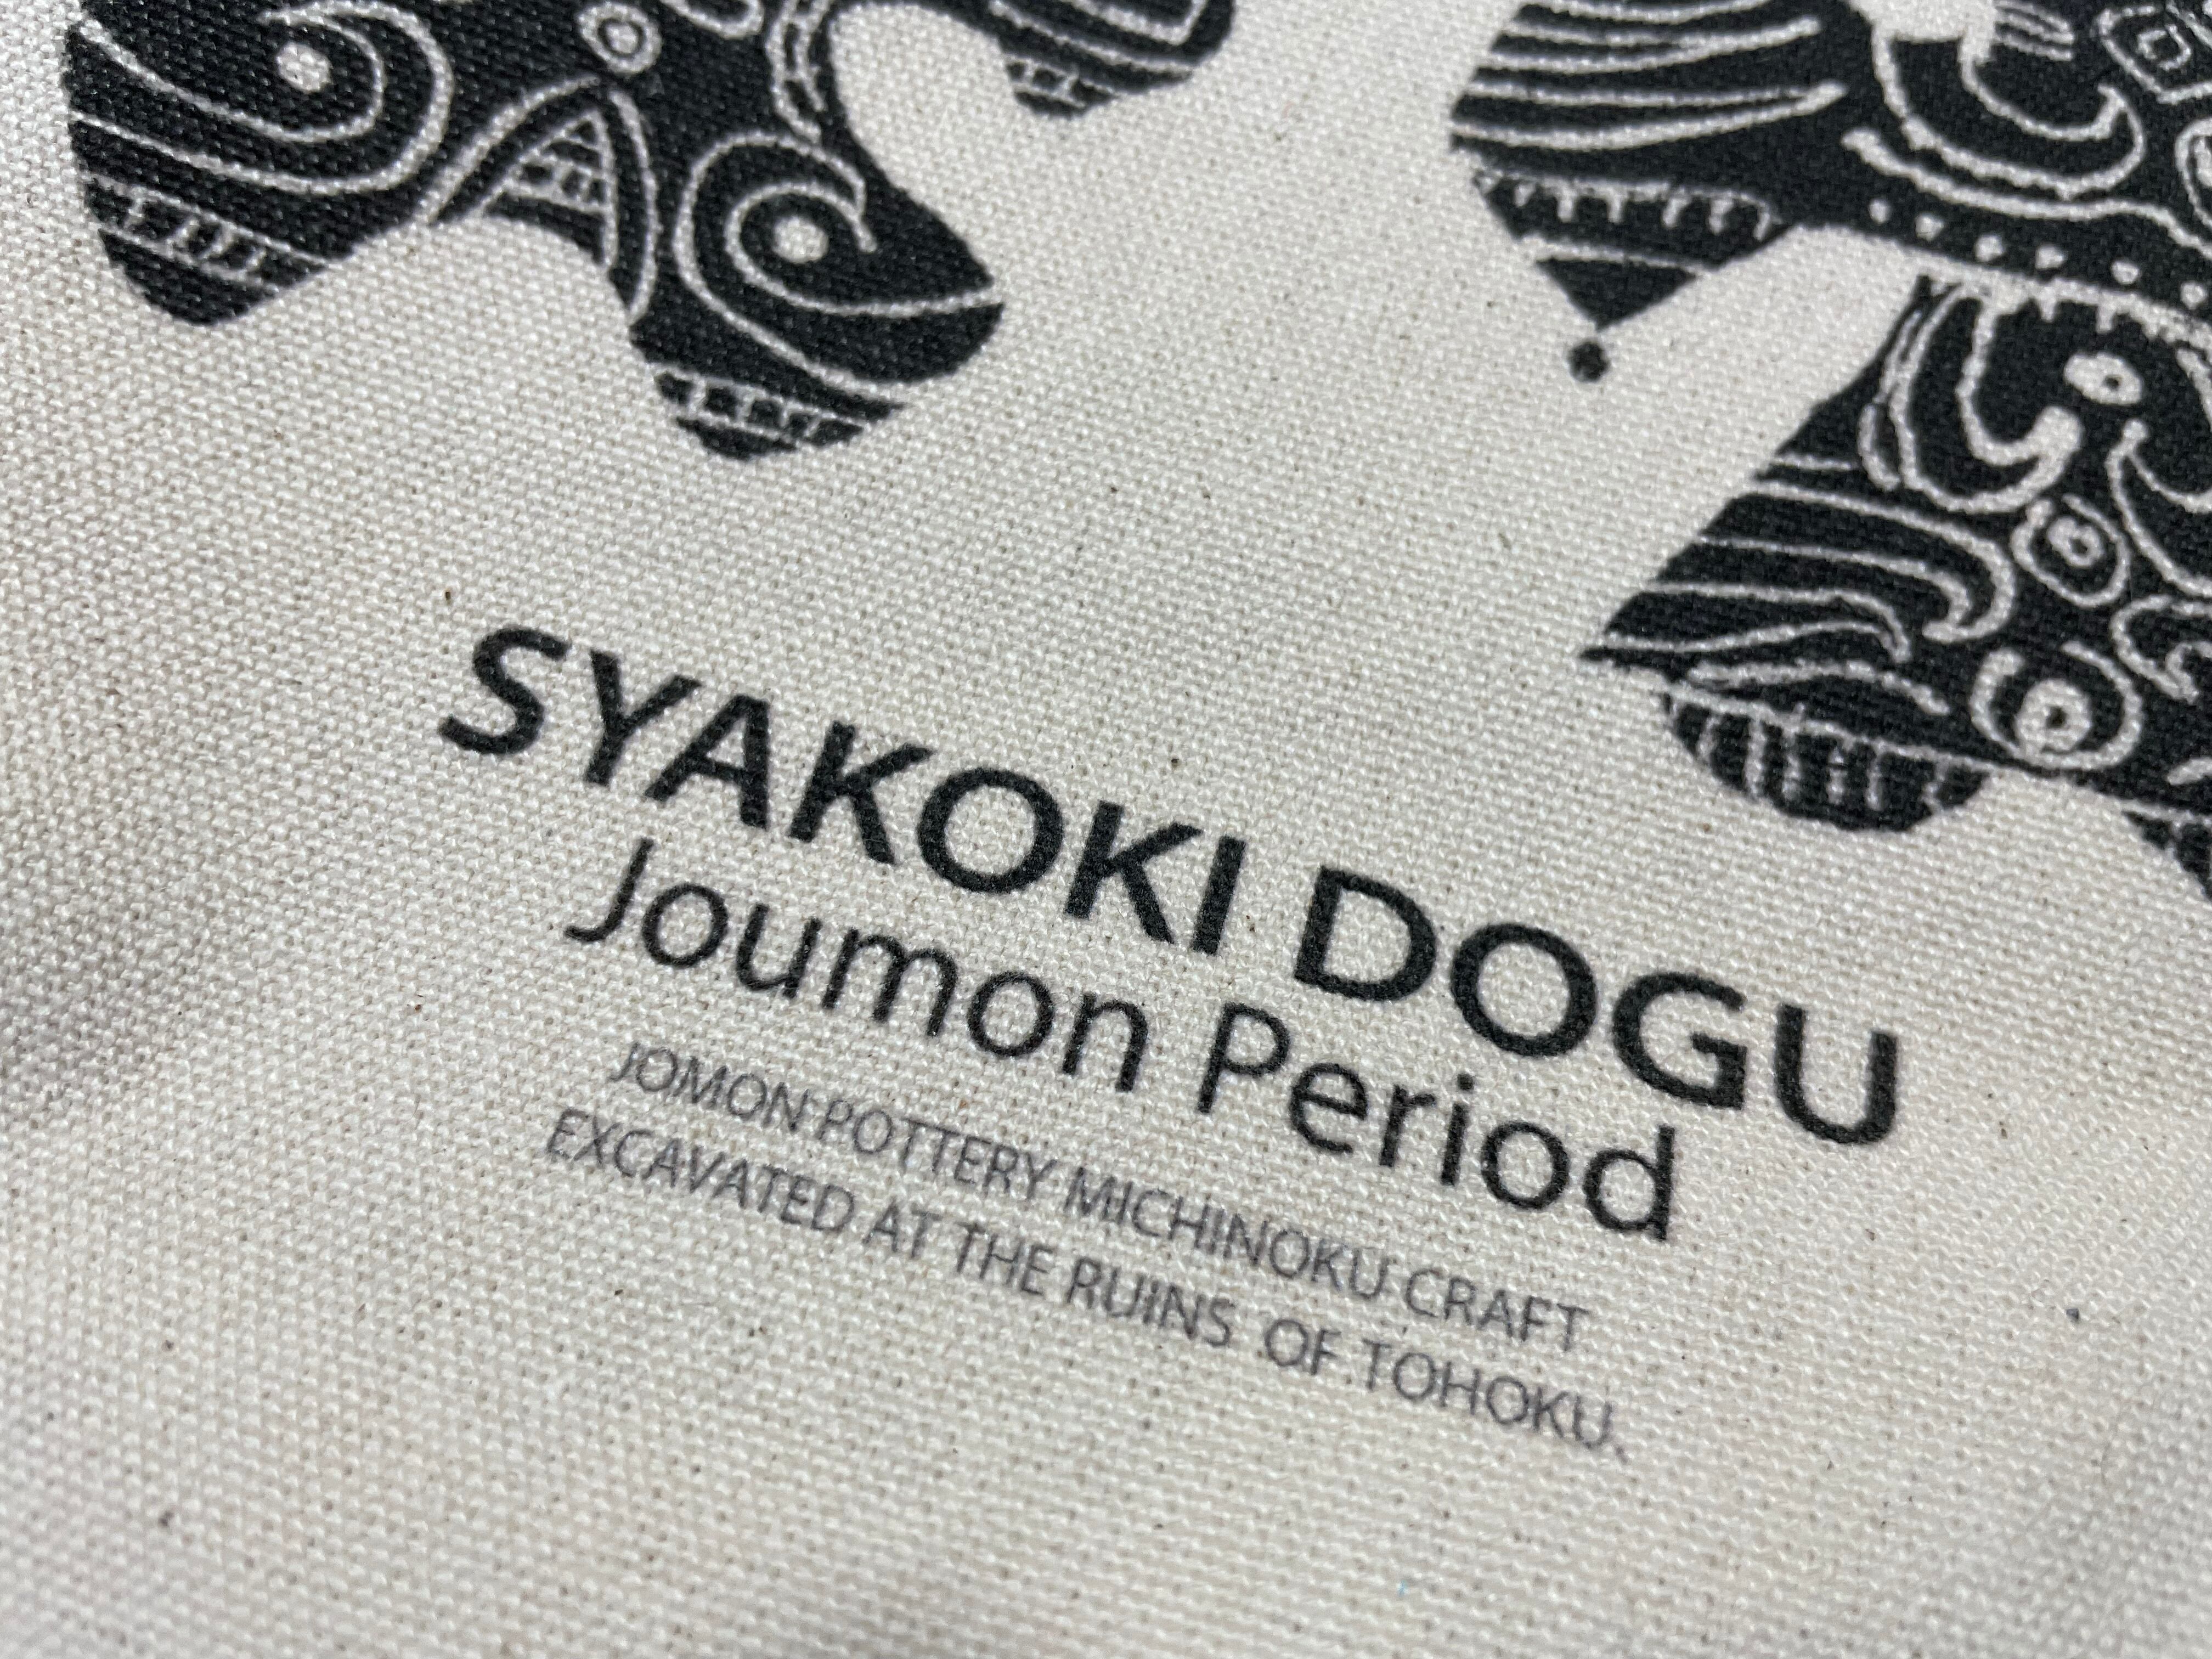 SYAKOKI DOGU
Joumon Period
JOMON POTTERY MICHINOKU CRAFT
EXCAVATED AT THE RUINS OF TOHOKU.